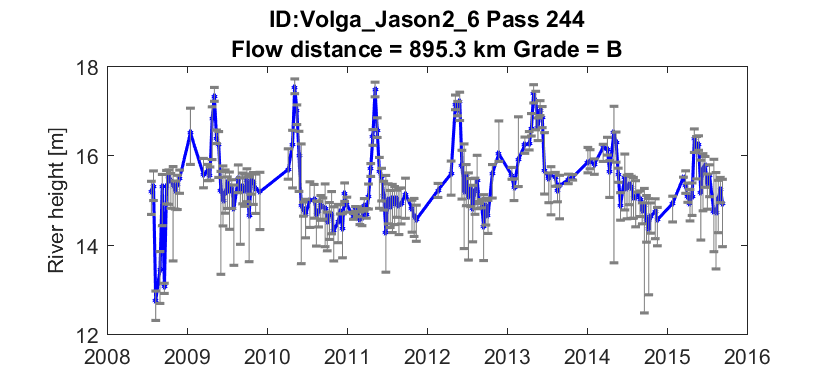 ID:Volga_Jason2_6 Pass 244
Flow distance = 895.3 km Grade = B
River height [m]
18
16
14
12
2008 2009 2010 2011 2012 2013 2014 2015 2016